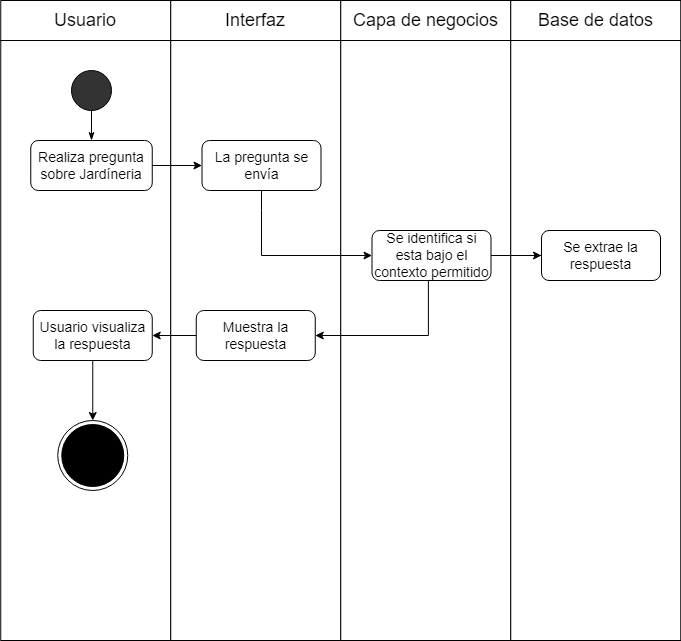 Usuario
Interfaz
Capa de negocios
Base de datos
Realiza pregunta
sobre Jardíneria
La pregunta se
envía
Se identifica si
esta bajo el
contexto permitido
Se extrae la
respuesta
Usuario visualiza
la respuesta
Muestra la
respuesta